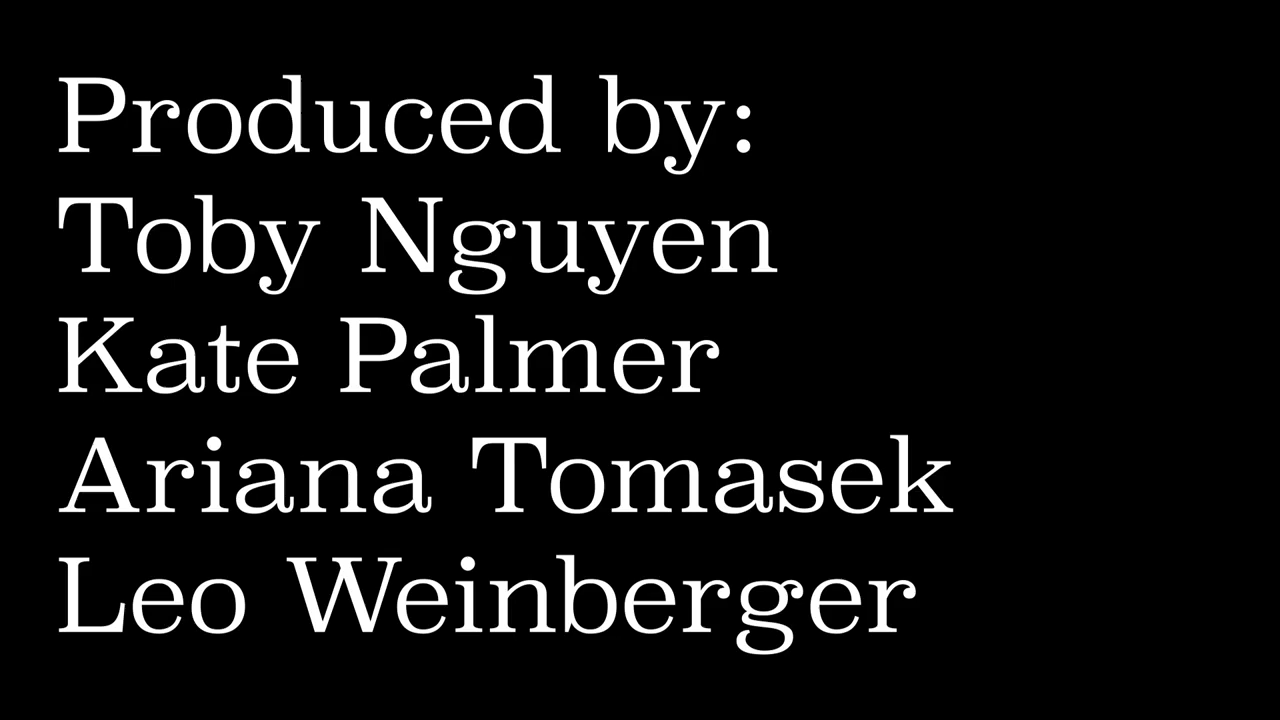 Produced by:
Toby Nguyen
Kate Palmer
Ariana Tomasek
Leo Weinberger